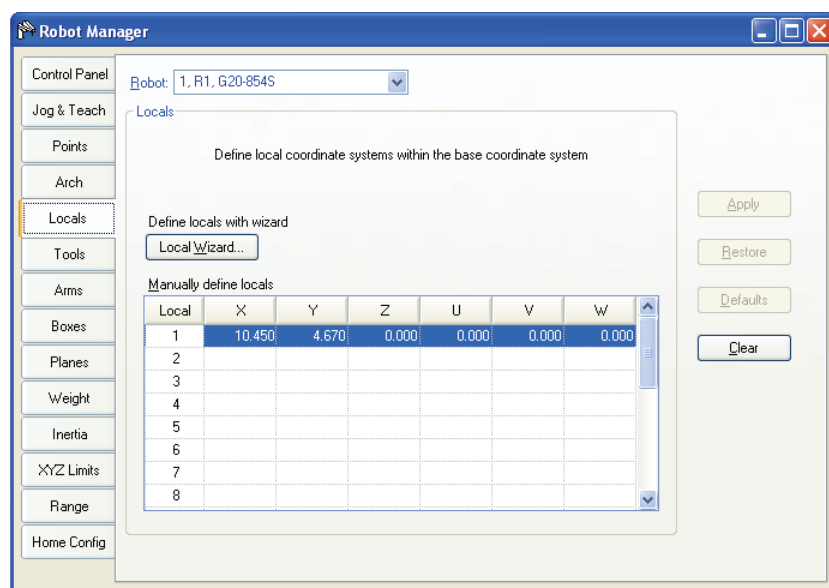 Robot Manager
Control Panel
Jog & Teach
Points
Arch
Locals
Tools
Arms
Boxes
Planes
Weight
Inertia
XYZ Limits
Range
Home Config
Robot: 1, R1, G20-854S
Locals
Define local coordinate systems within the base coordinate system
Define locals with wizard
Local Wizard...
Manually define locals
Local X Y Z U V W
1 10.450 4.670 0.000 0.000 0.000 0.000
2
3
4
5
6
7
8
Apply
Restore
Defaults
Clear